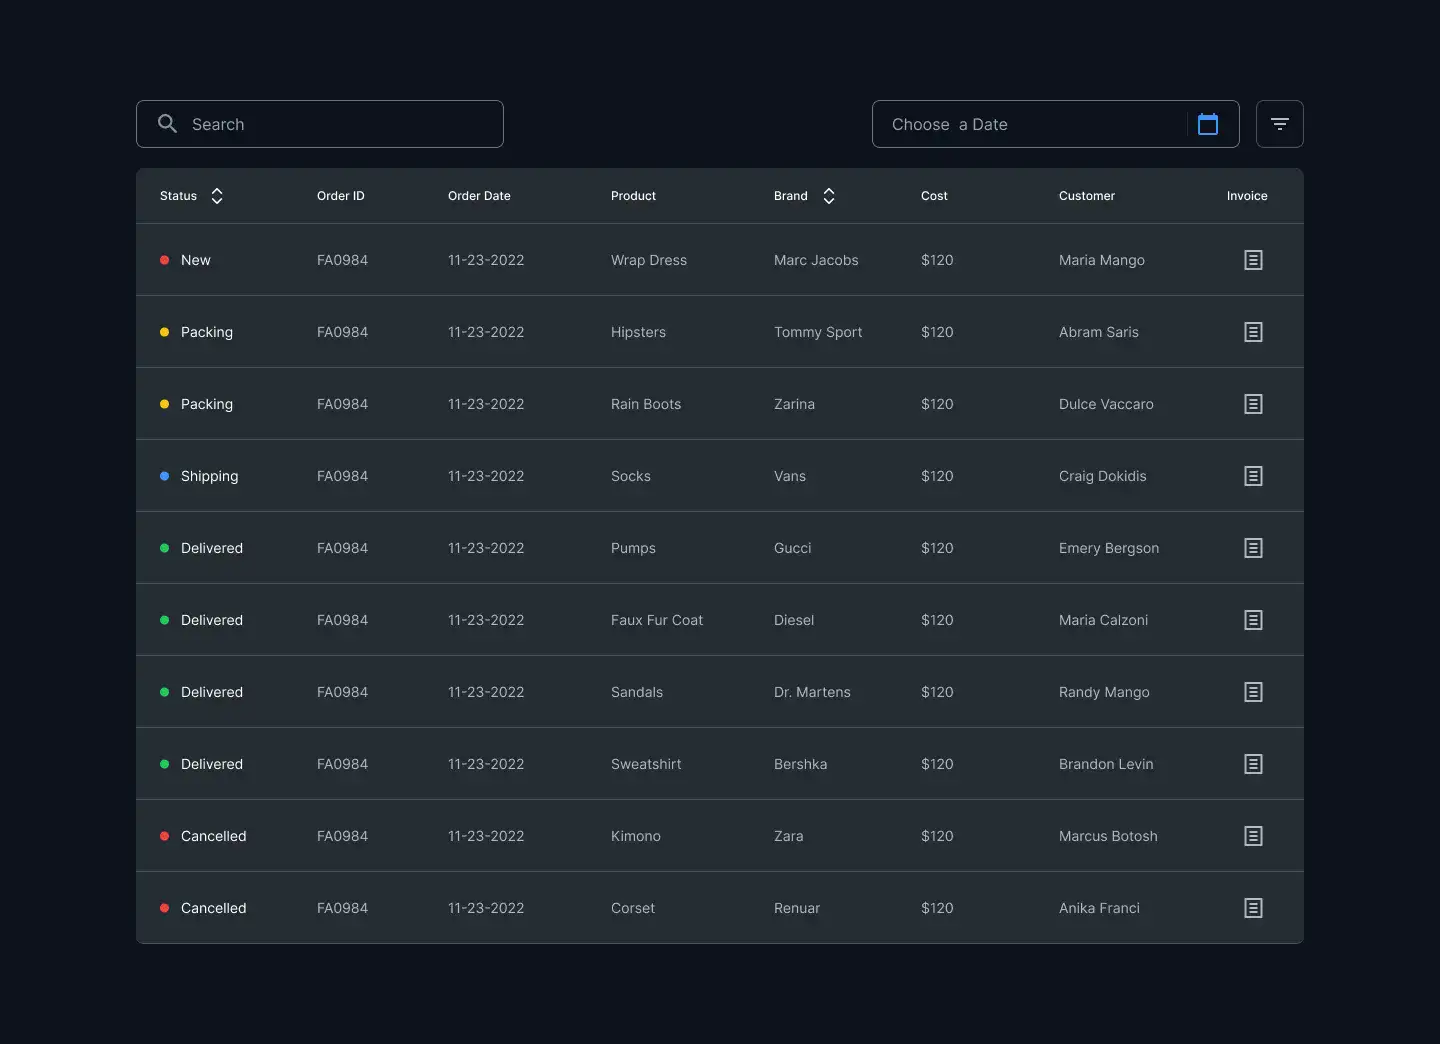 Search
Choose  a Date
Status Order ID Order Date Product Brand Cost Customer Invoice
New FA0984 11-23-2022 Wrap Dress Marc Jacobs $120 Maria Mango
Packing FA0984 11-23-2022 Hipsters Tommy Sport $120 Abram Saris
Packing FA0984 11-23-2022 Rain Boots Zarina $120 Dulce Vaccaro
Shipping FA0984 11-23-2022 Socks Vans $120 Craig Dokidis
Delivered FA0984 11-23-2022 Pumps Gucci $120 Emery Bergson
Delivered FA0984 11-23-2022 Faux Fur Coat Diesel $120 Maria Calzoni
Delivered FA0984 11-23-2022 Sandals Dr. Martens $120 Randy Mango
Delivered FA0984 11-23-2022 Sweatshirt Bershka $120 Brandon Levin
Cancelled FA0984 11-23-2022 Kimono Zara $120 Marcus Botosh
Cancelled FA0984 11-23-2022 Corset Renuar $120 Anika Franci